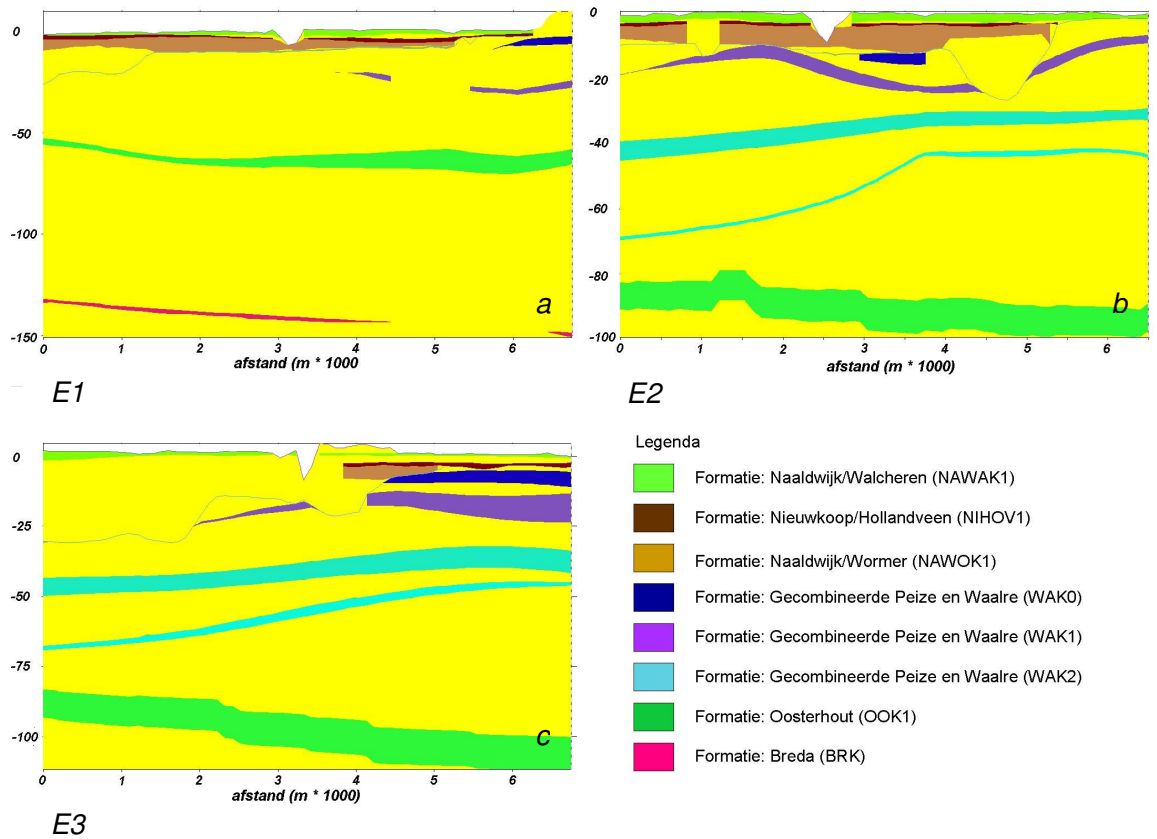 0
-50
-100
-150
0 1 2 3 4 5 6
afstand (m * 1000
a
E1
0
-20
-40
-60
-80
-100
0 1 2 3 4 5 6
afstand (m * 1000)
b
E2
0
-25
-50
-75
-100
0 1 2 3 4 5 6
afstand (m * 1000)
c
E3
Legenda
Formatie: Naaldwijk/Walcheren (NAWAK1)
Formatie: Nieuwkoop/Hollandveen (NIHOV1)
Formatie: Naaldwijk/Wormer (NAWOK1)
Formatie: Gecombineerde Peize en Waalre (WAK0)
Formatie: Gecombineerde Peize en Waalre (WAK1)
Formatie: Gecombineerde Peize en Waalre (WAK2)
Formatie: Oosterhout (OOK1)
Formatie: Breda (BRK)